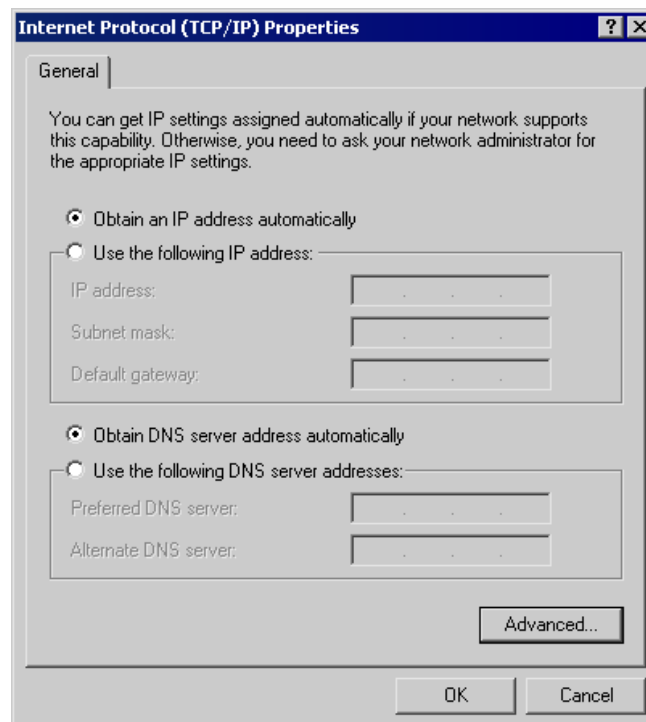 Internet Protocol (TCP/IP) Properties
General
You can get IP settings assigned automatically if your network supports
this capability. Otherwise, you need to ask your network administrator for
the appropriate IP settings.
Obtain an IP address automatically
Use the following IP address:
IP address:
Subnet mask:
Default gateway:
Obtain DNS server address automatically
Use the following DNS server addresses:
Preferred DNS server:
Alternate DNS server:
Advanced...
OK
Cancel